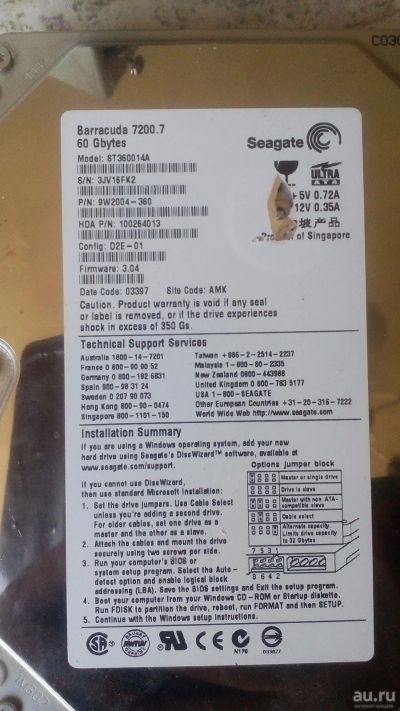 Barracuda 7200.7
60 Gbytes
Model: ST360014A
S/N: 3JV16FK2
P/N: 9W2004-360
HDA P/N: 100264013
Config: D2E-01
Firmware: 3.04
Date Code: 03397 Site Code: AMK
Seagate
ULTRA
ATA
+5V 0.72A
12V 0.35A
坡产品
of Singapore
Caution: Product warranty is void if any seal
or label is removed, or if the drive experiences
shock in excess of 350 Gs.
Technical Support Services
Australia 1800-14-7201
France 0 800-90 90 52
Germany 0 800-182 6831
Spain 900-98 31 24
Sweden 0 207 90 073
Hong Kong 800-90-0474
Singapore 800-1101-150
Taiwan +886-2-2514-2237
Malaysia 1-800-80-2335
New Zealand 0800-443988
United Kingdom 0 800-783 5177
USA 1-800-SEAGATE
Other European Countries +31-20-316-7222
World Wide Web http://www.seagate.com
Installation Summary
If you are using a Windows operating system, add your new
hard drive using Seagate's DiscWizard™ software, available at
www.seagate.com/support.
If you cannot use DiscWizard,
then use standard Microsoft Installation:
1. Set the drive jumpers. Use Cable Select
unless you're adding a second drive.
For older cables, set one drive as a
master and the other as a slave.
2. Attach the cables and mount the drive
securely using two screws per side.
3. Run your computer's BIOS or
system setup program. Select the Auto-
detect option and enable logical block
addressing (LBA). Save the BIOS settings and Exit the setup program.
4. Boot your computer from your Windows CD-ROM or Startup diskette.
Run FDISK to partition the drive, reboot, run FORMAT and then SETUP.
5. Continue with the Windows setup instructions.
Options jumper block
Master or single drive
Drive is slave
Master with non ATA-
compatible slave
Cable select
Alternate capacity.
Limits drive capacity
to 32 Gbytes
7 5 3 1
8 6 4 2
N176
au.ru